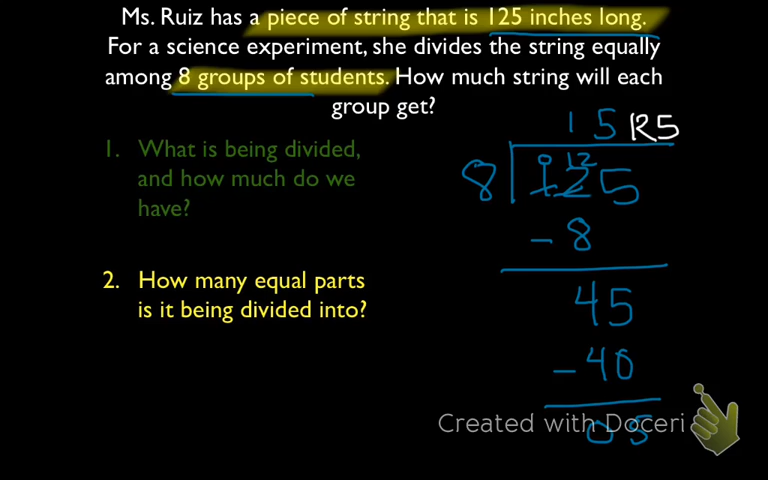 Ms. Ruiz has a piece of string that is 125 inches long.
For a science experiment, she divides the string equally
among 8 groups of students. How much string will each
group get?
15 R5
1. What is being divided,
and how much do we
have?
0 12
8 125
- 8
45
2. How many equal parts
is it being divided into?
- 40
05
Created with Doceri